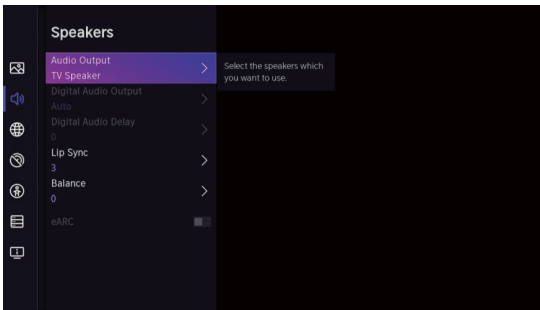 Speakers
Audio Output
TV Speaker
Select the speakers which
you want to use.
Digital Audio Output
Auto
Digital Audio Delay
0
Lip Sync
3
Balance
0
eARC